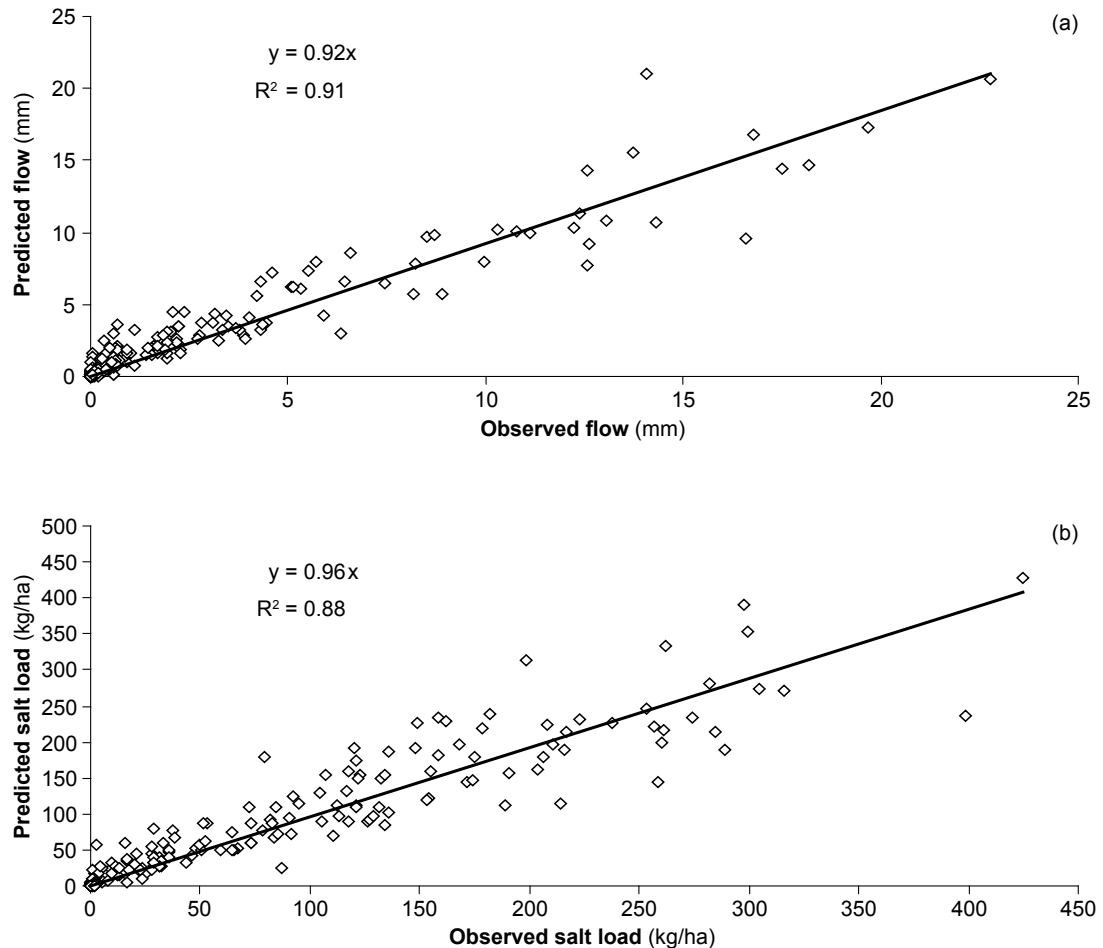 (a)
y = 0.92x
R² = 0.91
25
20
15
10
5
0
Predicted flow (mm)
0 5 10 15 20 25
Observed flow (mm)
(b)
y = 0.96x
R² = 0.88
500
450
400
350
300
250
200
150
100
50
0
Predicted salt load (kg/ha)
0 50 100 150 200 250 300 350 400 450
Observed salt load (kg/ha)